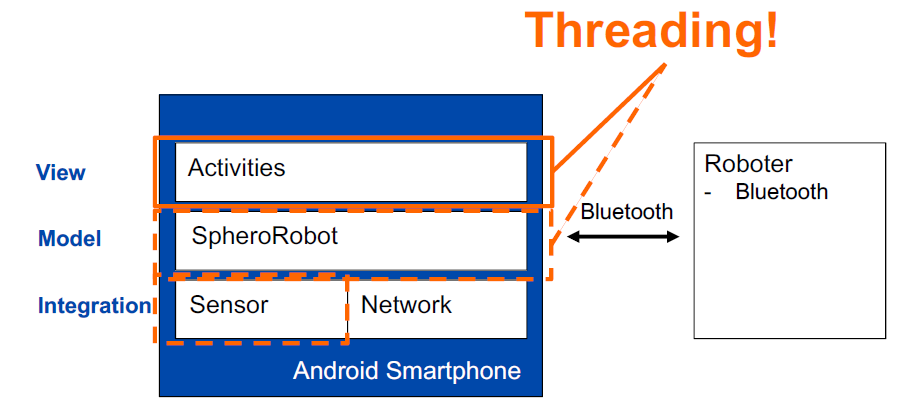 Threading!
View
Activities
Model
SpheroRobot
Integration
Sensor
Network
Android Smartphone
Bluetooth
Roboter
- Bluetooth